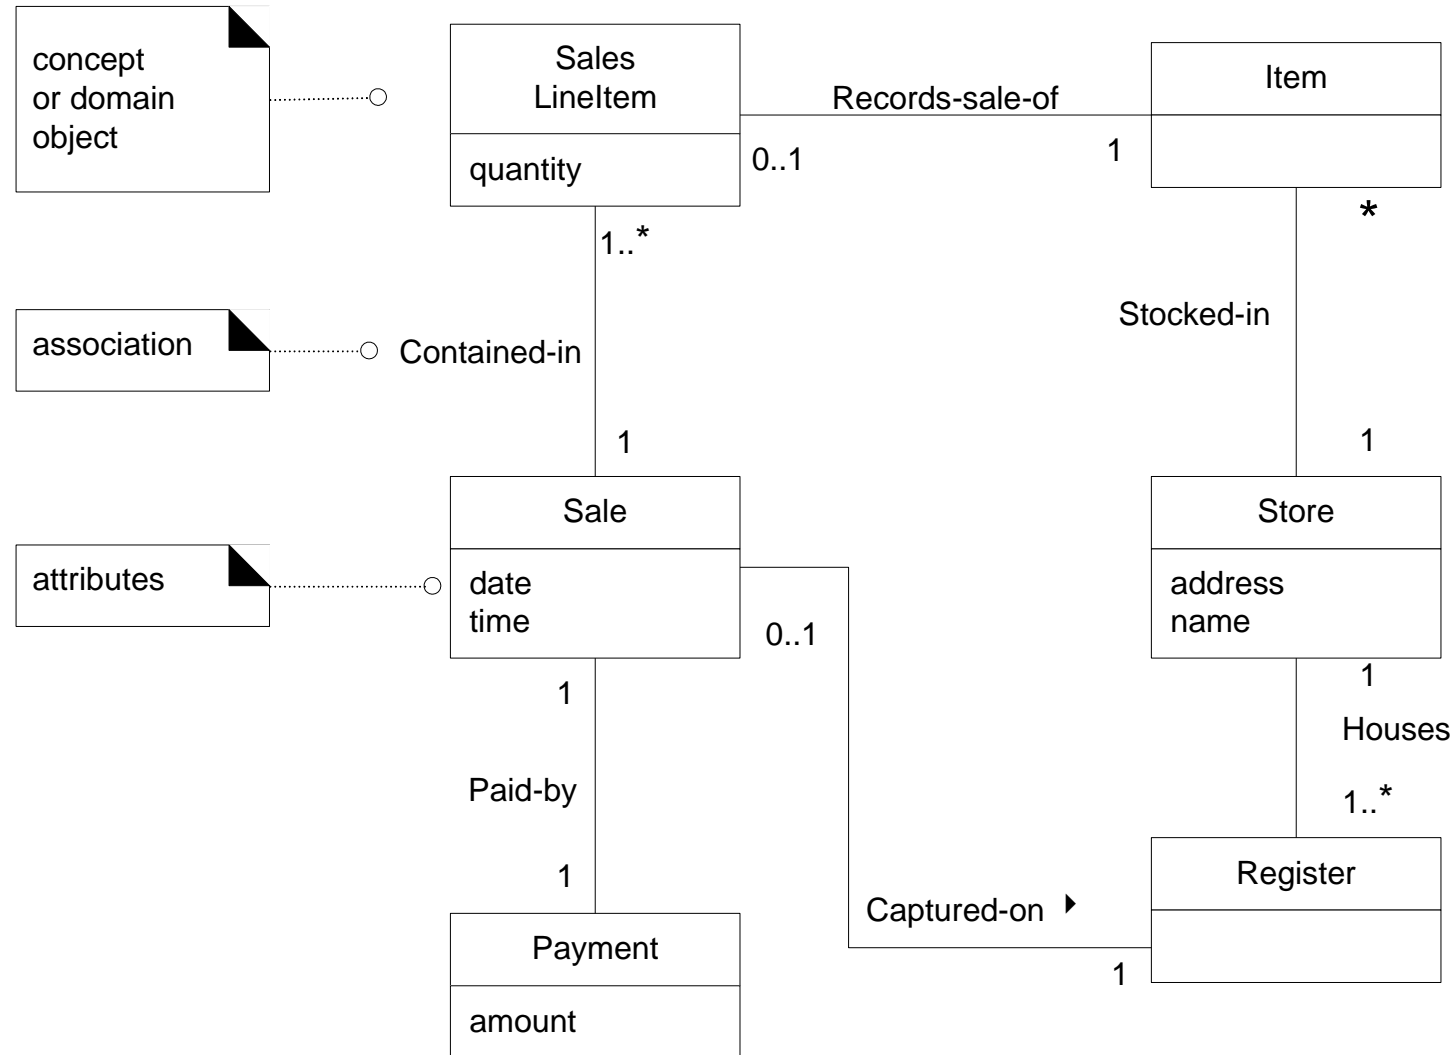 concept
or domain
object
Sales
LineItem
quantity
Records-sale-of
0..1
1
Item
*
1..*
Stocked-in
association
Contained-in
1
1
Sale
date
time
Store
address
name
attributes
0..1
1
1
Houses
Paid-by
1..*
1
Register
Captured-on
1
Payment
amount